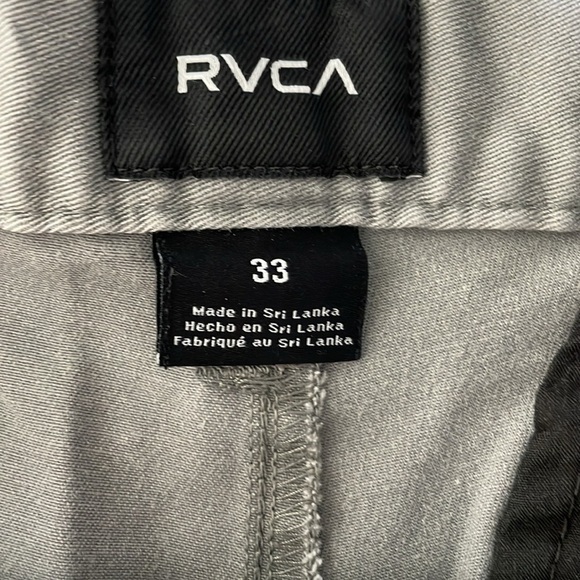 RVCA
33
Made in Sri Lanka
Hecho en Sri Lanka
Fabriqué au Sri Lanka